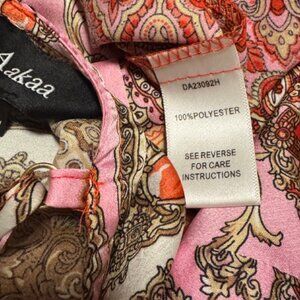 Aakaa
DA23092H
100%POLYESTER
SEE REVERSE
FOR CARE
INSTRUCTIONS